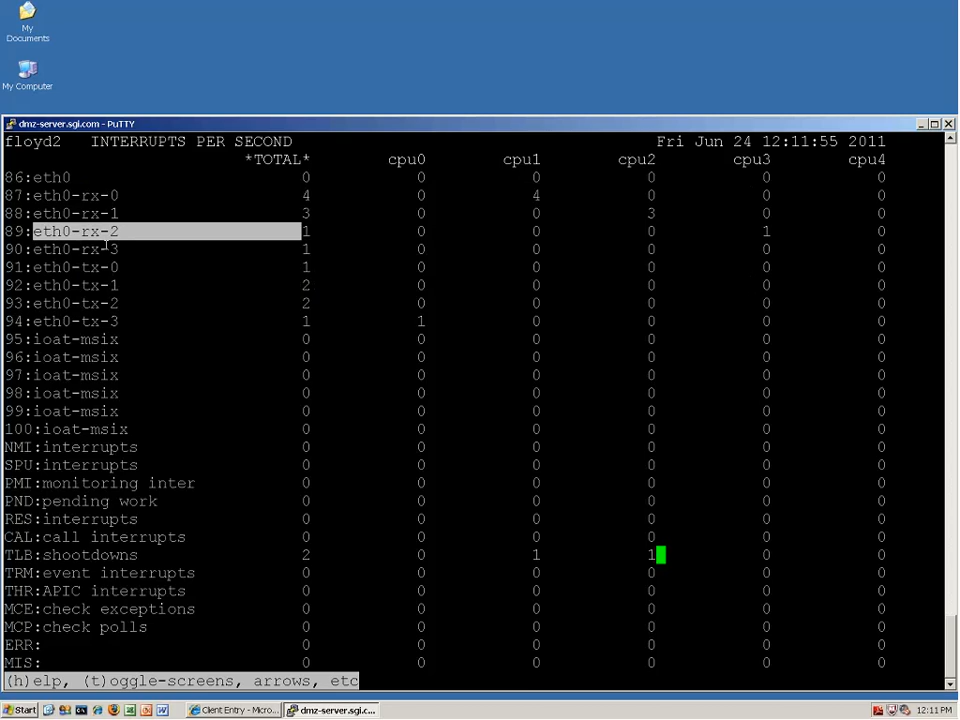 My
Documents
My Computer
dmz-server.sgi.com - PuTTY
floyd2 INTERRUPTS PER SECOND Fri Jun 24 12:11:55 2011
*TOTAL* cpu0 cpu1 cpu2 cpu3 cpu4
86:eth0 0 0 0 0 0 0
87:eth0-rx-0 4 0 4 0 0 0
88:eth0-rx-1 3 0 0 3 0 0
89:eth0-rx-2 1 0 0 0 1 0
90:eth0-rx-3 1 0 0 0 0 0
91:eth0-tx-0 1 0 0 0 0 0
92:eth0-tx-1 2 0 0 0 0 0
93:eth0-tx-2 2 0 0 0 0 0
94:eth0-tx-3 1 1 0 0 0 0
95:ioat-msix 0 0 0 0 0 0
96:ioat-msix 0 0 0 0 0 0
97:ioat-msix 0 0 0 0 0 0
98:ioat-msix 0 0 0 0 0 0
99:ioat-msix 0 0 0 0 0 0
100:ioat-msix 0 0 0 0 0 0
NMI:interrupts 0 0 0 0 0 0
SPU:interrupts 0 0 0 0 0 0
PMI:monitoring inter 0 0 0 0 0 0
PND:pending work 0 0 0 0 0 0
RES:interrupts 0 0 0 0 0 0
CAL:call interrupts 0 0 0 0 0 0
TLB:shootdowns 2 0 1 1 0 0
TRM:event interrupts 0 0 0 0 0 0
THR:APIC interrupts 0 0 0 0 0 0
MCE:check exceptions 0 0 0 0 0 0
MCP:check polls 0 0 0 0 0 0
ERR: 0 0 0 0 0 0
MIS: 0 0 0 0 0 0
(h)elp, (t)oggle-screens, arrows, etc
Start Client Entry - Micro... dmz-server.sgi.c... 12:11 PM